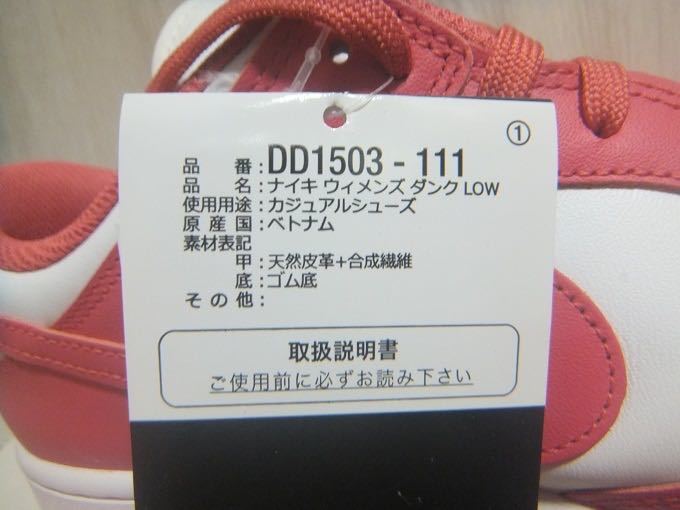 ①
品番:DD1503-111
品名:ナイキ ウィメンズ ダンク LOW
使用用途:カジュアルシューズ
原産国:ベトナム
素材表記
甲:天然皮革+合成繊維
底:ゴム底
その他:
取扱説明書
ご使用前に必ずお読み下さい